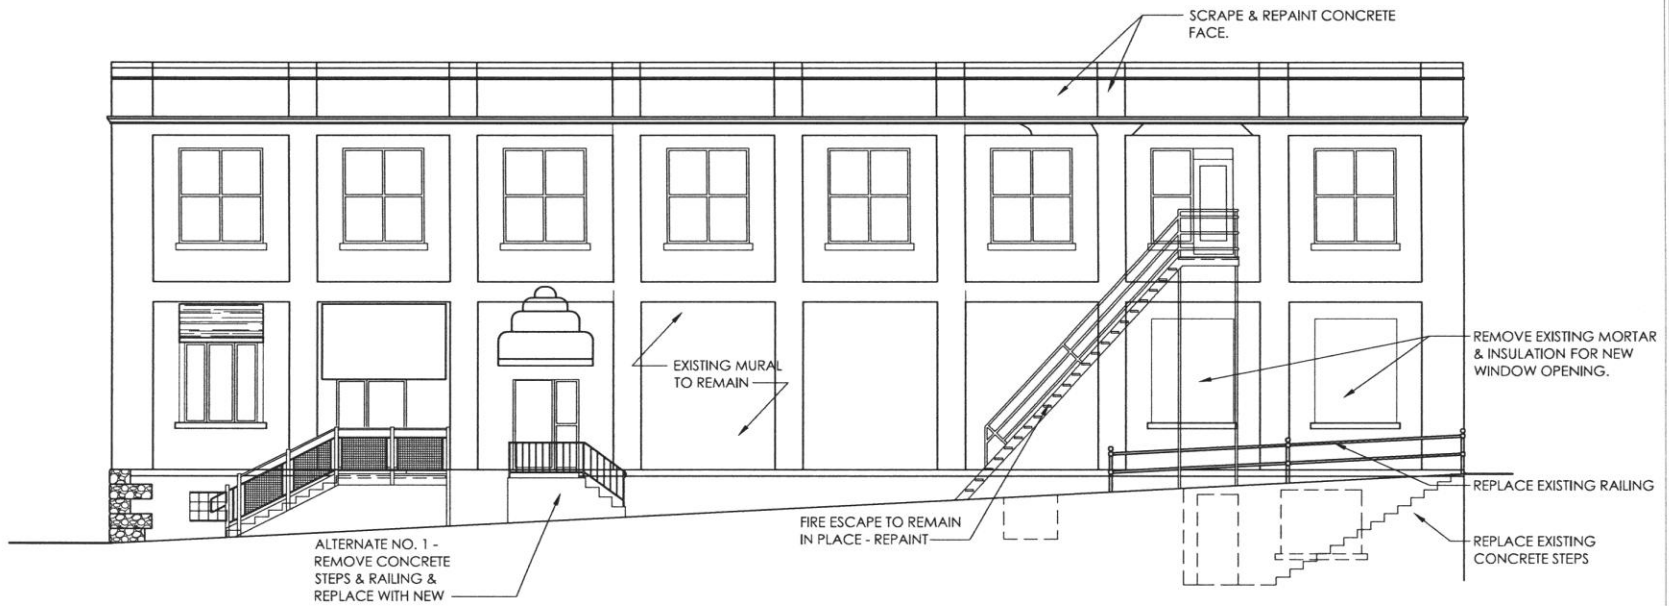 SCRAPE & REPAINT CONCRETE
FACE.
EXISTING MURAL
TO REMAIN
REMOVE EXISTING MORTAR
& INSULATION FOR NEW
WINDOW OPENING.
REPLACE EXISTING RAILING
FIRE ESCAPE TO REMAIN
IN PLACE - REPAINT
REPLACE EXISTING
CONCRETE STEPS
ALTERNATE NO. 1 -
REMOVE CONCRETE
STEPS & RAILING &
REPLACE WITH NEW